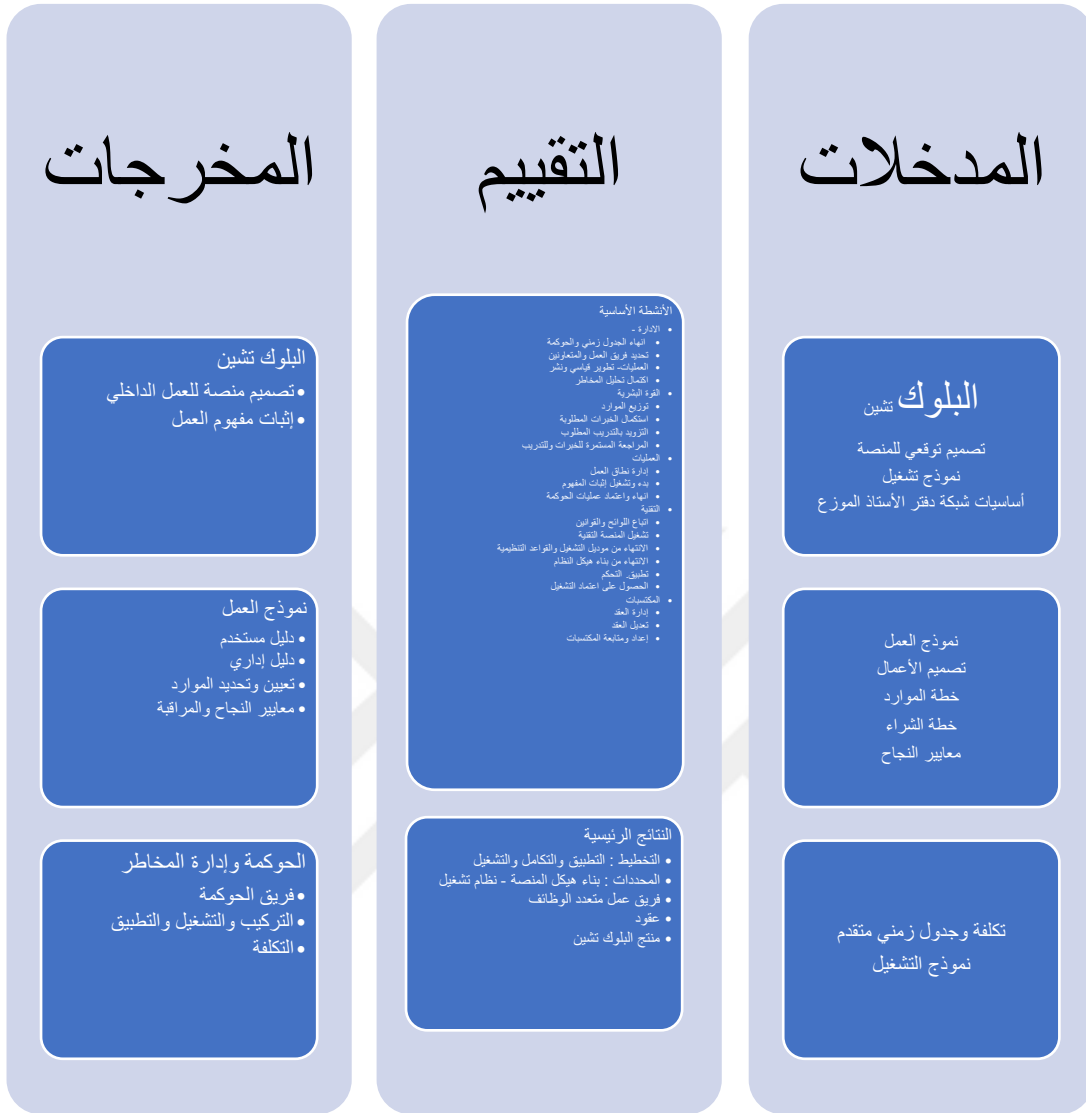 المدخلات
البلوك تشين
تصميم توقعي للمنصة
نموذج تشغيل
أساسيات شبكة دفتر الأستاذ الموزع
نموذج العمل
تصميم الأعمال
خطة الموارد
خطة الشراء
معايير النجاح
تكلفة وجدول زمني متقدم
نموذج التشغيل
التقييم
الأنشطة الأساسية
• الادارة -
• انهاء الجدول زمني والحوكمة
• تحديد فريق العمل والمتعاونين
• العمليات- تطوير قياسي ونشر
• اكتمال تحليل المخاطر
• القوة البشرية
• توزيع الموارد
• استكمال الخبرات المطلوبة
• التزويد بالتدريب المطلوب
• المراجعة المستمرة للخبرات وللتدريب
• العمليات
• إدارة نطاق العمل
• بدء وتشغيل إثبات المفهوم
• انهاء واعتماد عمليات الحوكمة
• التقنية
• اتباع اللوائح والقوانين
• تشغيل المنصة التقنية
• الانتهاء من موديل التشغيل والقواعد التنظيمية
• الانتهاء من بناء هيكل النظام
• تطبيق التحكم
• الحصول على اعتماد التشغيل
• المكتسبات
• إدارة العقد
• تعديل العقد
• إعداد ومتابعة المكتسبات
النتائج الرئيسية
• التخطيط : التطبيق والتكامل والتشغيل
• المحددات : بناء هيكل المنصة - نظام تشغيل
• فريق عمل متعدد الوظائف
• عقود
• منتج البلوك تشين
المخرجات
البلوك تشين
• تصميم منصة للعمل الداخلي
• إثبات مفهوم العمل
نموذج العمل
• دليل مستخدم
• دليل إداري
• تعيين وتحديد الموارد
• معايير النجاح والمراقبة
الحوكمة وإدارة المخاطر
• فريق الحوكمة
• التركيب والتشغيل والتطبيق
• التكلفة